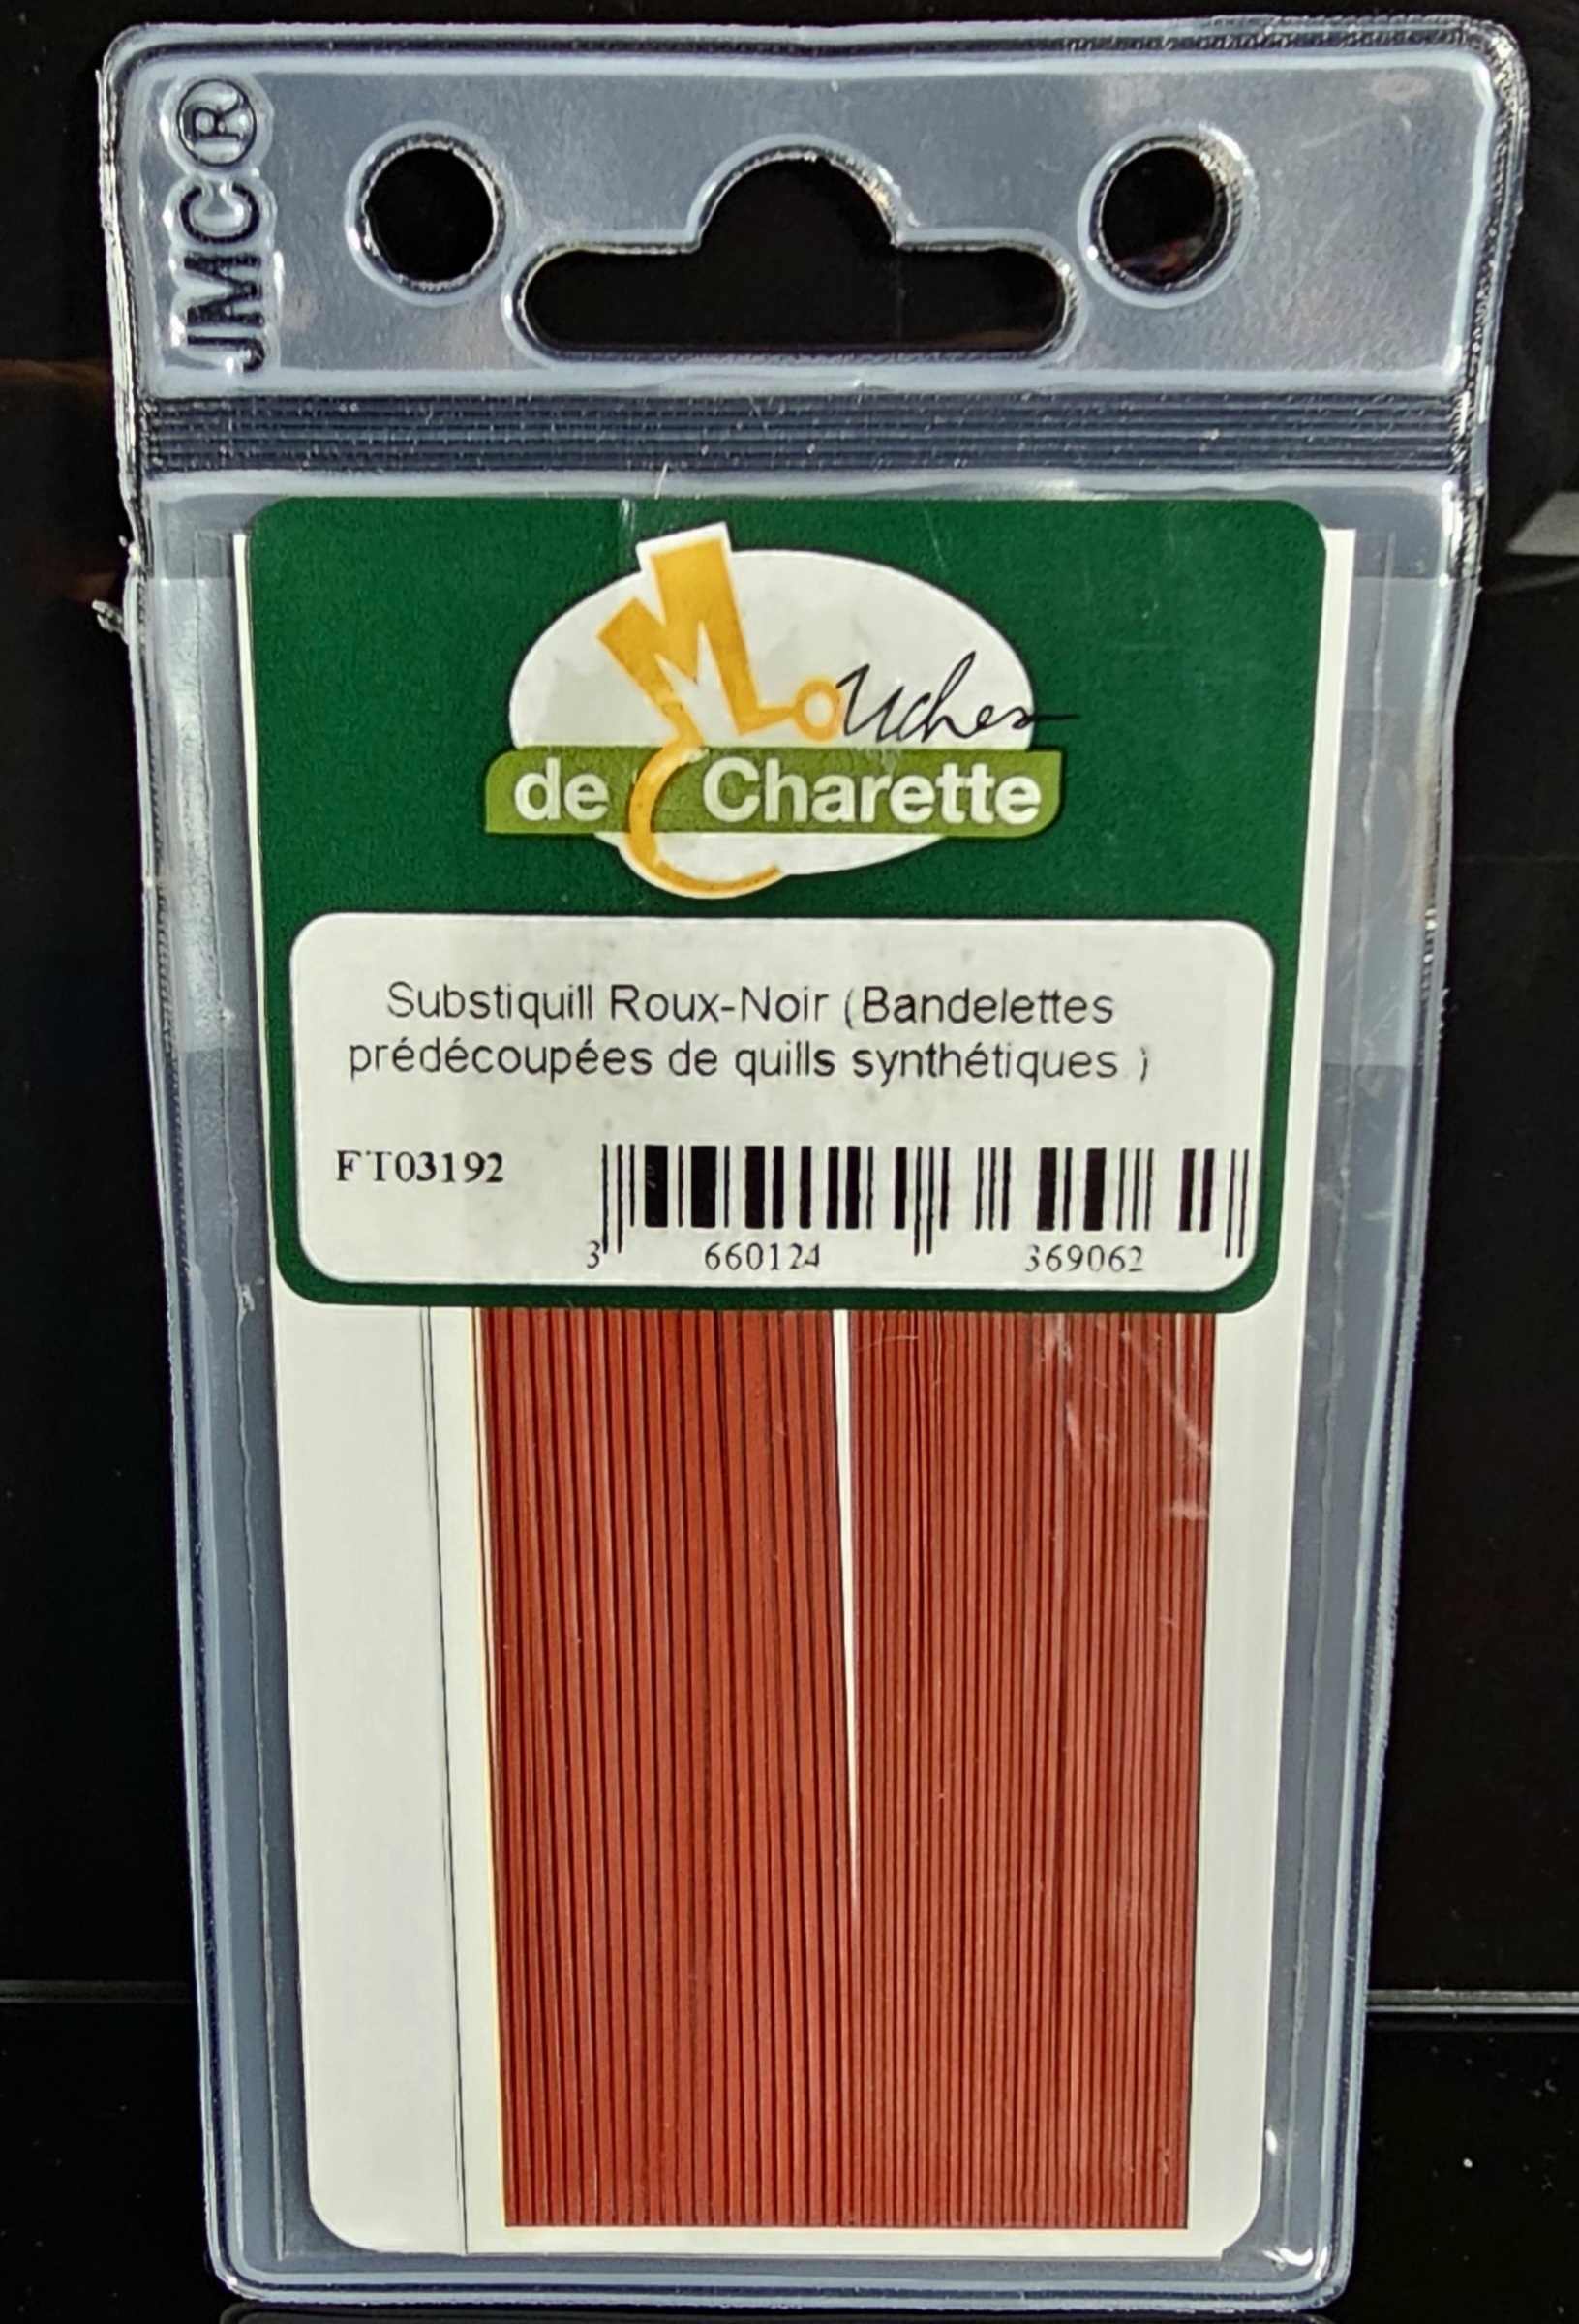 JMC®
Mouches
de Charette
Substiquill Roux-Noir (Bandelettes
prédécoupées de quills synthétiques )
FT03192
3 660124 369062